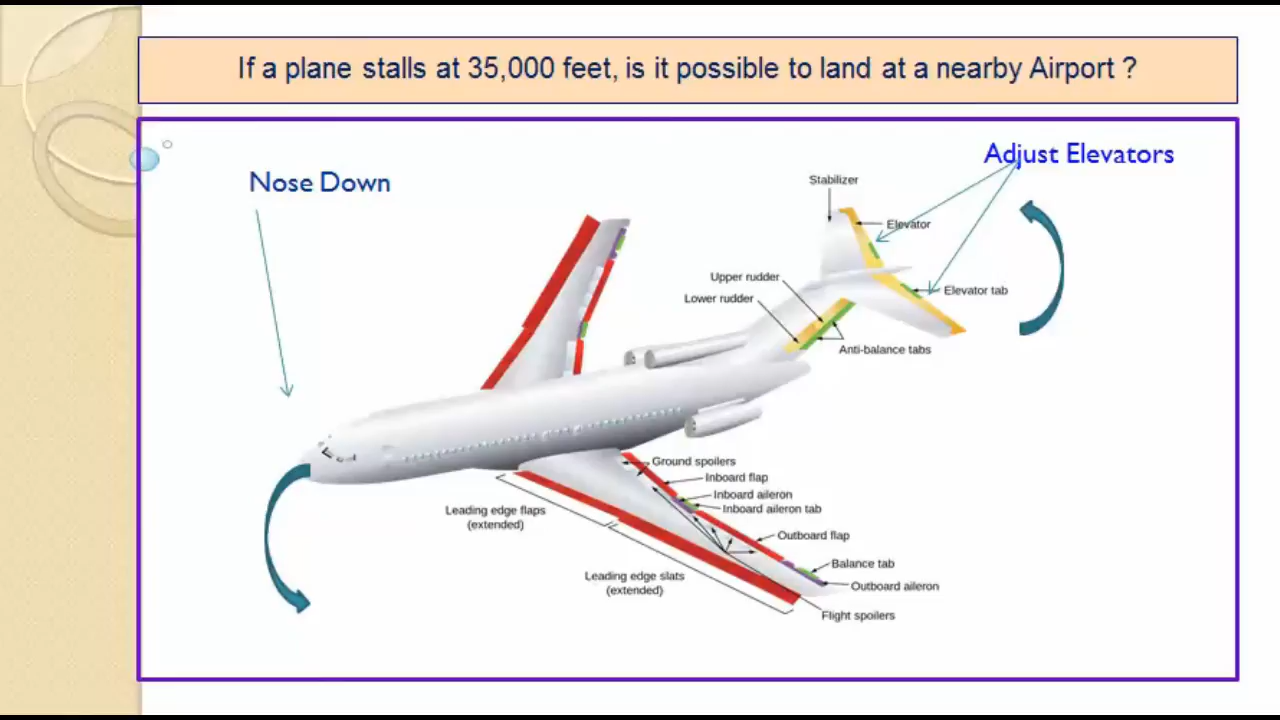 If a plane stalls at 35,000 feet, is it possible to land at a nearby Airport ?
Adjust Elevators
Nose Down
Stabilizer
Elevator
Upper rudder
Elevator tab
Lower rudder
Anti-balance tabs
Ground spoilers
Inboard flap
Inboard aileron
Inboard aileron tab
Leading edge flaps
(extended)
Outboard flap
Balance tab
Leading edge slats
(extended)
Outboard aileron
Flight spoilers